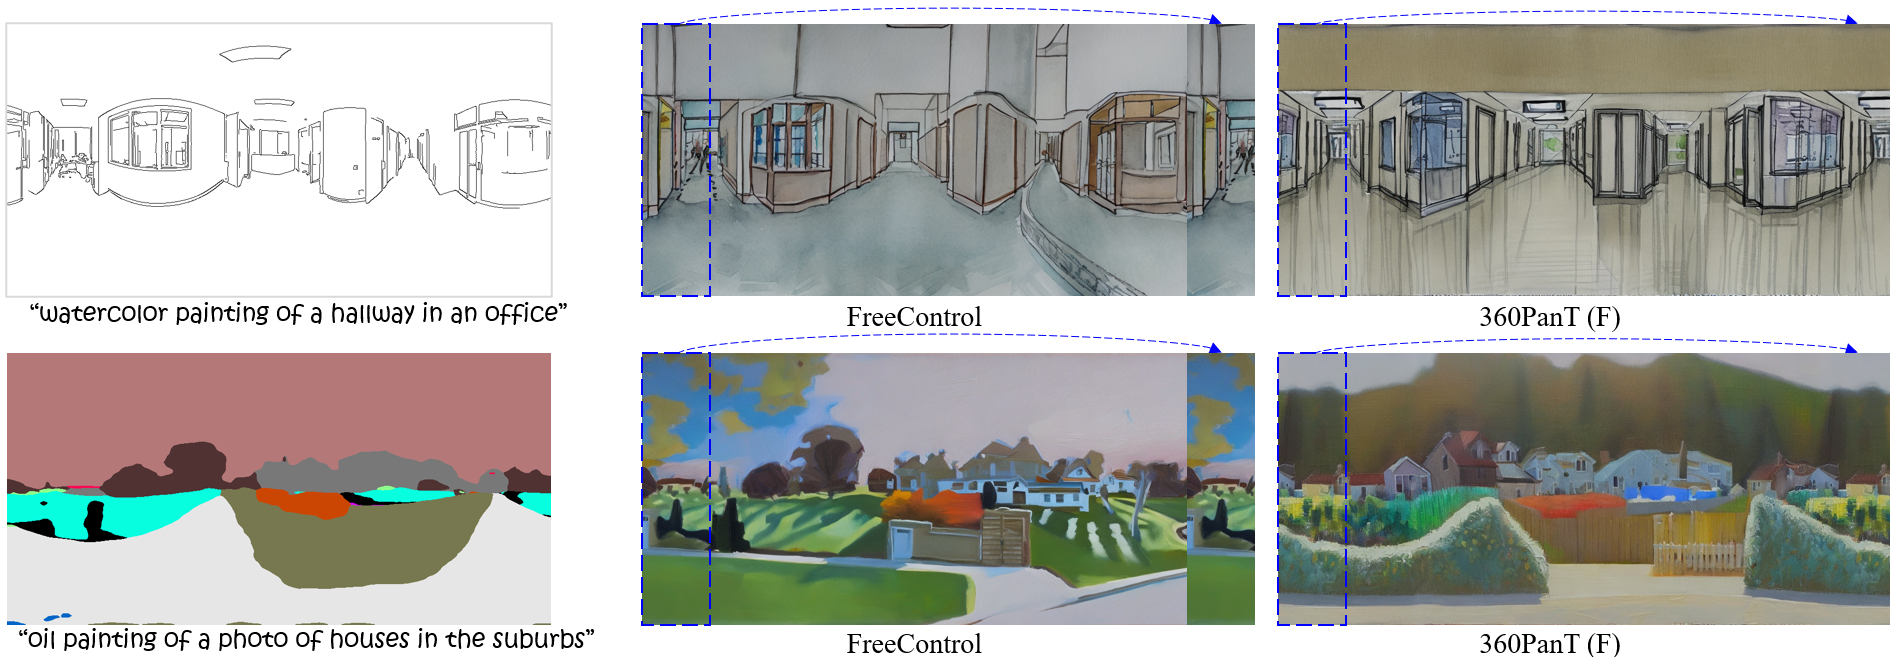 “watercolor painting of a hallway in an office”
FreeControl
360PanT (F)
“oil painting of a photo of houses in the suburbs”
FreeControl
360PanT (F)